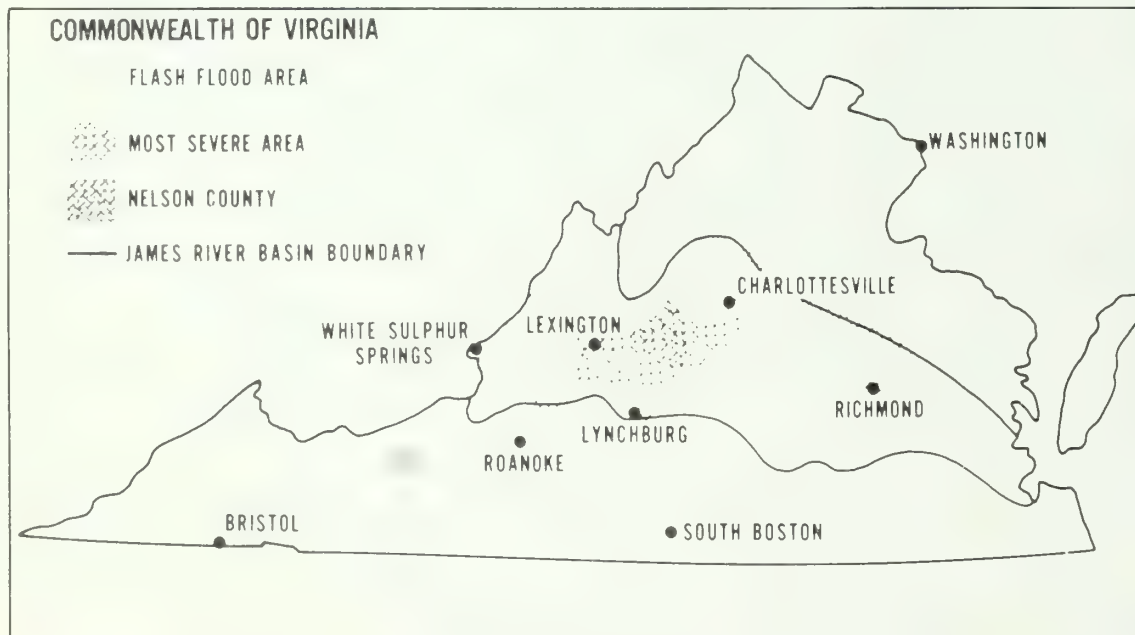 COMMONWEALTH OF VIRGINIA
FLASH FLOOD AREA
MOST SEVERE AREA
NELSON COUNTY
JAMES RIVER BASIN BOUNDARY
WASHINGTON
CHARLOTTESVILLE
LEXINGTON
WHITE SULPHUR
SPRINGS
RICHMOND
LYNCHBURG
ROANOKE
BRISTOL
SOUTH BOSTON